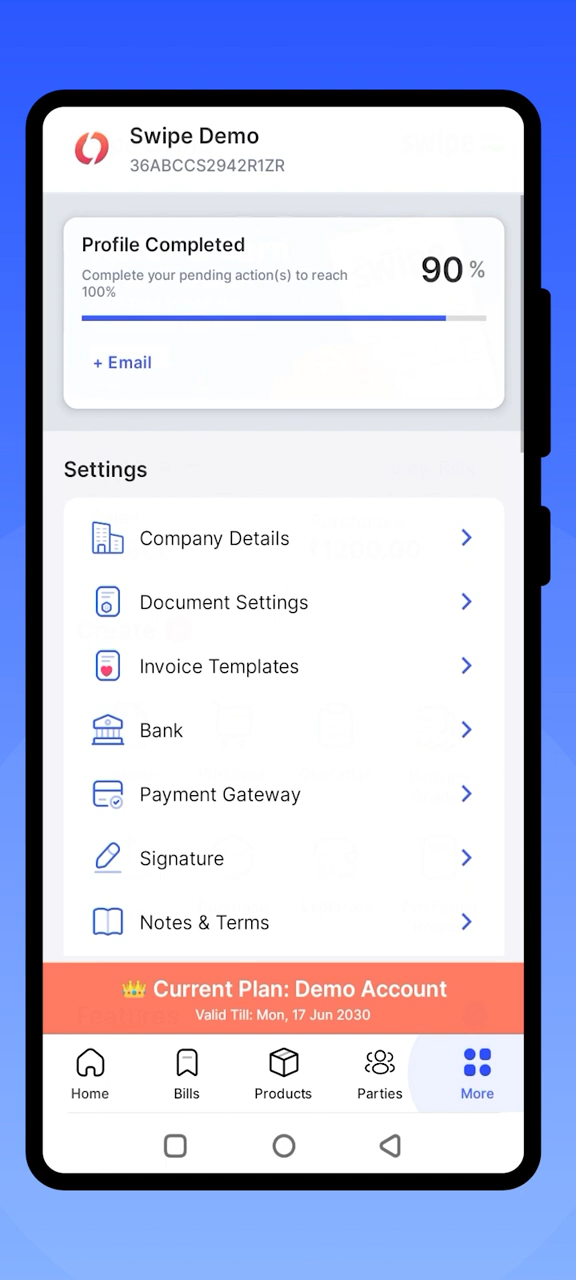 Swipe Demo
36ABCCS2942R1ZR
Profile Completed
Complete your pending action(s) to reach
100%
90 %
+ Email
Settings
Company Details
Document Settings
Invoice Templates
Bank
Payment Gateway
Signature
Notes & Terms
👑 Current Plan: Demo Account
Valid Till: Mon, 17 Jun 2030
Home Bills Products Parties More